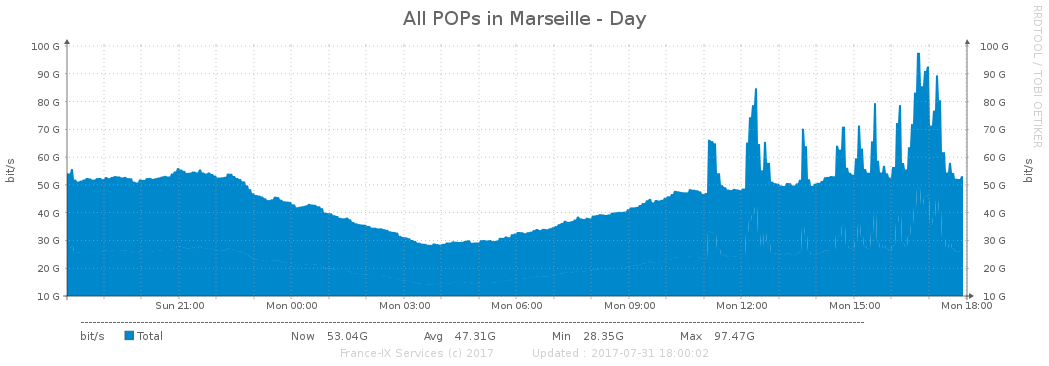 All POPs in Marseille - Day
RRDTOOL / TOBI OETIKER
bit/s
100 G
90 G
80 G
70 G
60 G
50 G
40 G
30 G
20 G
10 G
100 G
90 G
80 G
70 G
60 G
50 G
40 G
30 G
20 G
10 G
bit/s
Sun 21:00 Mon 00:00 Mon 03:00 Mon 06:00 Mon 09:00 Mon 12:00 Mon 15:00 Mon 18:00
bit/s Total Now 53.04G Avg 47.31G Min 28.35G Max 97.47G
France-IX Services (c) 2017 Updated : 2017-07-31 18:00:02